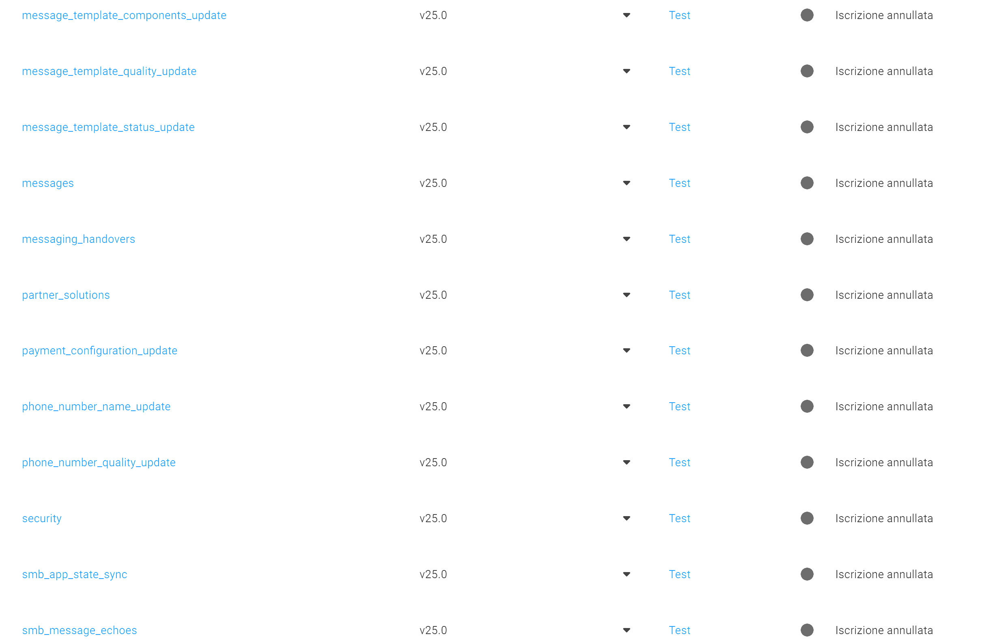 message_template_components_update v25.0 Test Iscrizione annullata
message_template_quality_update v25.0 Test Iscrizione annullata
message_template_status_update v25.0 Test Iscrizione annullata
messages v25.0 Test Iscrizione annullata
messaging_handovers v25.0 Test Iscrizione annullata
partner_solutions v25.0 Test Iscrizione annullata
payment_configuration_update v25.0 Test Iscrizione annullata
phone_number_name_update v25.0 Test Iscrizione annullata
phone_number_quality_update v25.0 Test Iscrizione annullata
security v25.0 Test Iscrizione annullata
smb_app_state_sync v25.0 Test Iscrizione annullata
smb_message_echoes v25.0 Test Iscrizione annullata